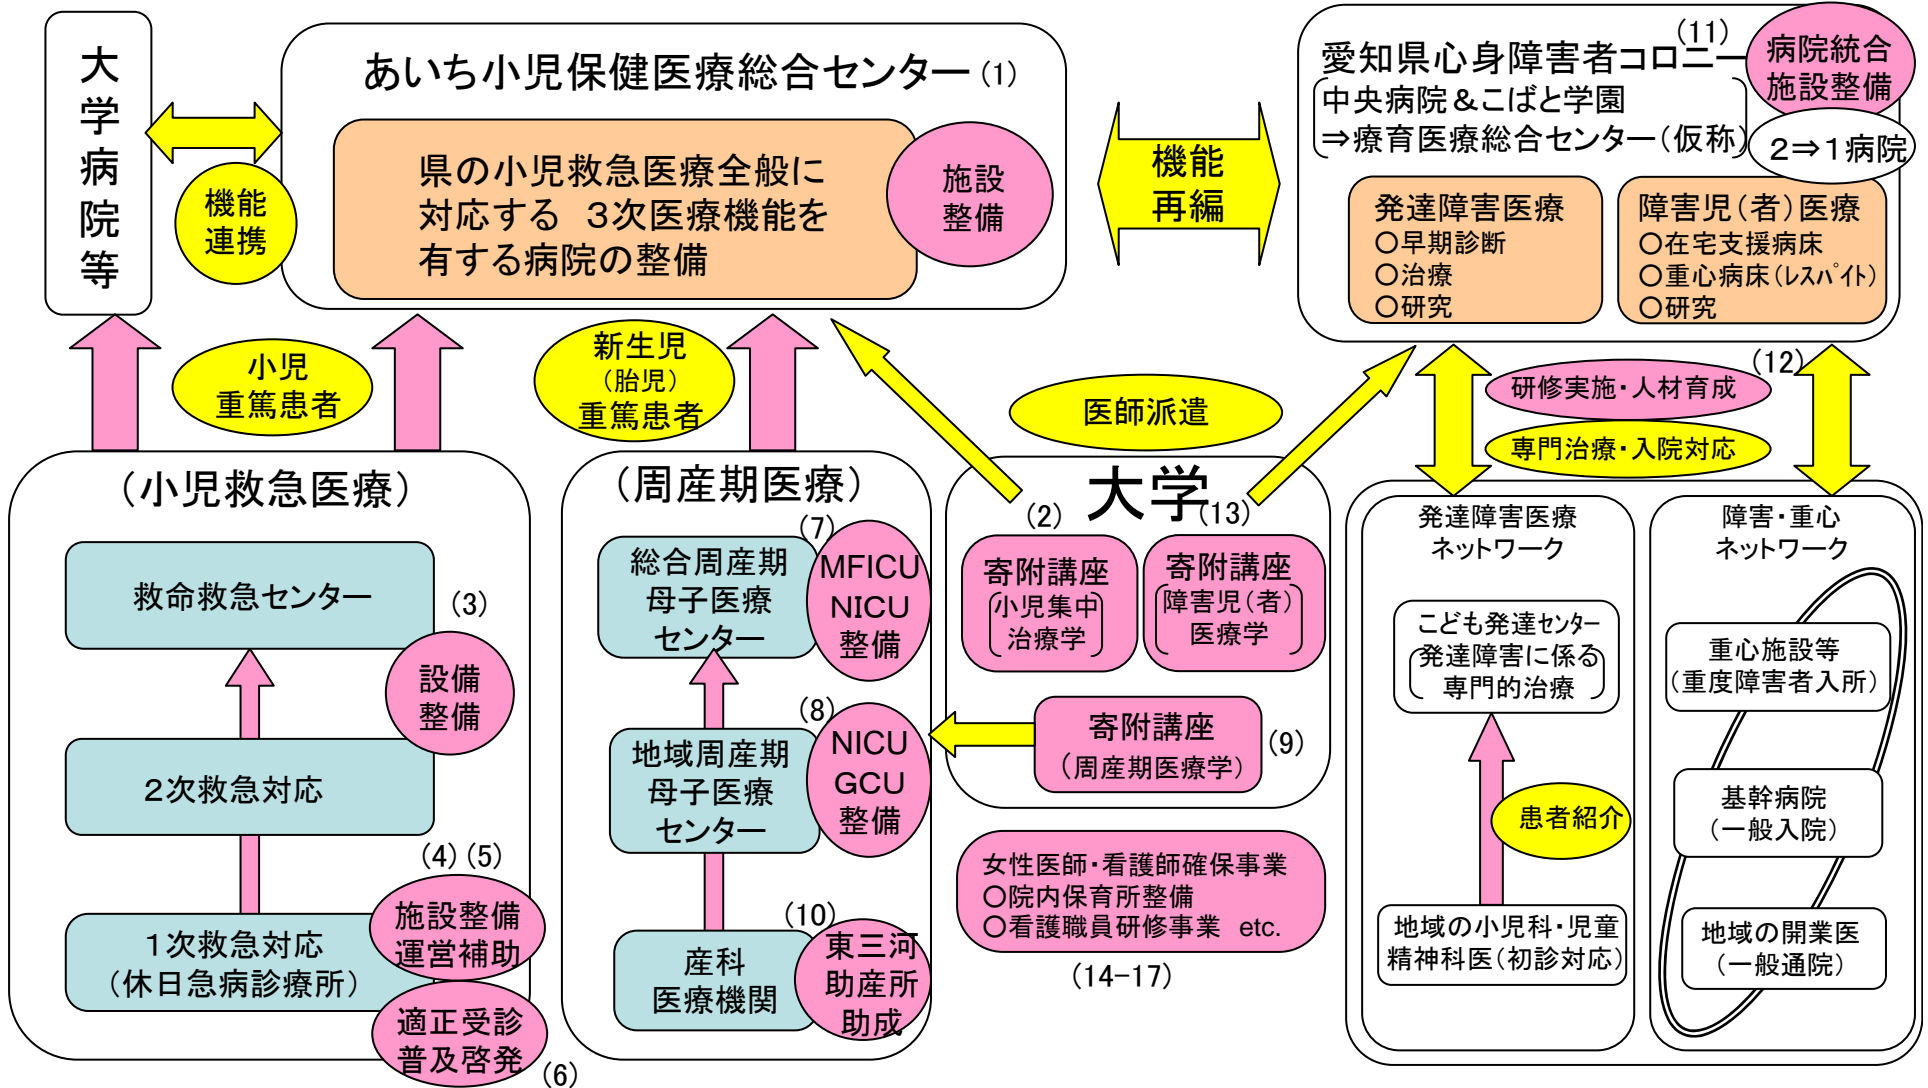 大学病院等
機能
連携
あいち小児保健医療総合センター(1)
県の小児救急医療全般に
対応する　3次医療機能を
有する病院の整備
施設
整備
機能
再編
(11)
愛知県心身障害者コロニー
中央病院&こばと学園
⇒療育医療総合センター(仮称)
病院統合
施設整備
2⇒1病院
発達障害医療
○早期診断
○治療
○研究
障害児(者)医療
○在宅支援病床
○重心病床(ﾚｽﾊﾟｲﾄ)
○研究
小児
重篤患者
新生児
(胎児)
重篤患者
医師派遣
(12)
研修実施・人材育成
専門治療・入院対応
(小児救急医療)
救命救急センター
(3)
設備
整備
2次救急対応
(4)(5)
施設整備
運営補助
1次救急対応
(休日急病診療所)
適正受診
普及啓発
(6)
(周産期医療)
(7)
総合周産期
母子医療
センター
MFICU
NICU
整備
(8)
地域周産期
母子医療
センター
NICU
GCU
整備
(10)
産科
医療機関
東三河
助産所
助成
大学
(2)
寄附講座
小児集中
治療学
(13)
寄附講座
障害児(者)
医療学
寄附講座
(周産期医療学)
(9)
女性医師・看護師確保事業
○院内保育所整備
○看護職員研修事業 etc.
(14-17)
発達障害医療
ネットワーク
こども発達センター
発達障害に係る
専門的治療
患者紹介
地域の小児科・児童
精神科医(初診対応)
障害・重心
ネットワーク
重心施設等
(重度障害者入所)
基幹病院
(一般入院)
地域の開業医
(一般通院)